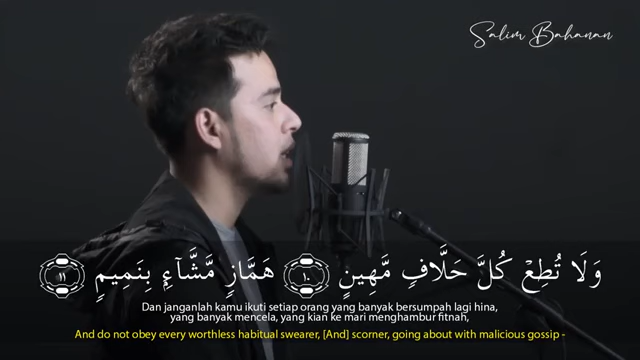 Salim Bahanan
وَلَا تُطِعْ كُلَّ حَلَّافٍ مَّهِينٍ ١٠ هَمَّازٍ مَّشَّآءٍۭ بِنَمِيمٍ ١١
Dan janganlah kamu ikuti setiap orang yang banyak bersumpah lagi hina,
yang banyak mencela, yang kian ke mari menghambur fitnah,
And do not obey every worthless habitual swearer, [And] scorner, going about with malicious gossip -